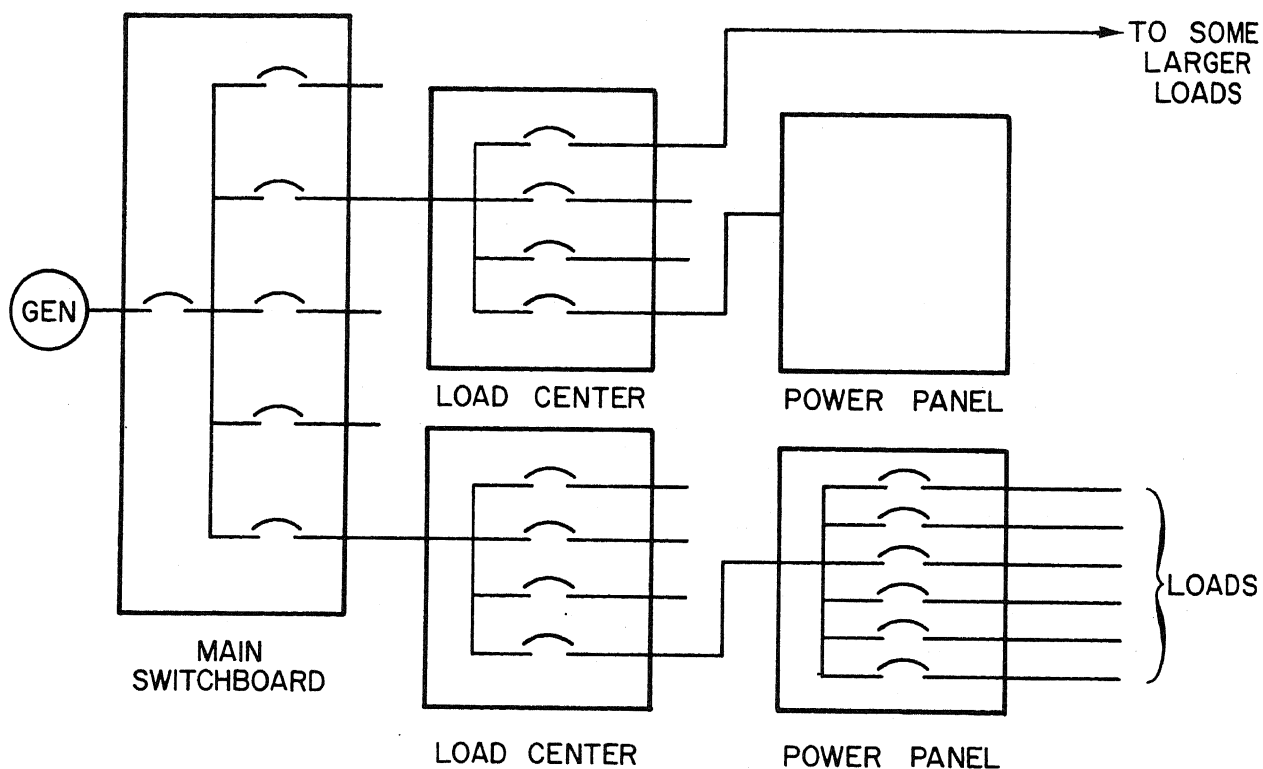 TO SOME
LARGER
LOADS
GEN
LOAD CENTER
POWER PANEL
LOADS
MAIN
SWITCHBOARD
LOAD CENTER
POWER PANEL